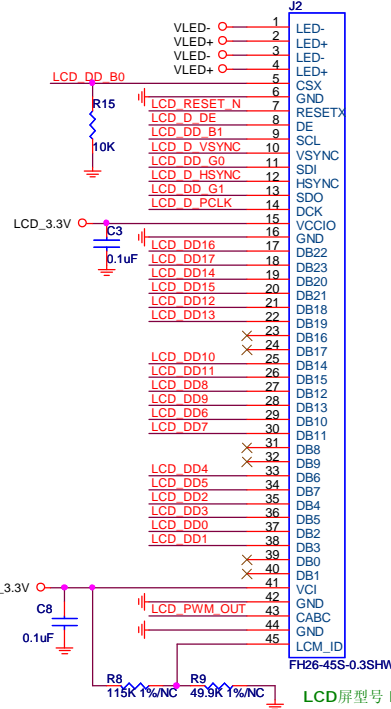 J2
VLED- 1 LED-
VLED+ 2 LED+
VLED- 3 LED-
VLED+ 4 LED+
LCD_DD_B0 5 CSX
6 GND
R15
10K
LCD_RESET_N 7 RESETX
LCD_D_DE 8 DE
LCD_DD_B1 9 SCL
LCD_D_VSYNC 10 VSYNC
LCD_DD_G0 11 SDI
LCD_D_HSYNC 12 HSYNC
LCD_DD_G1 13 SDO
LCD_D_PCLK 14 DCK
LCD_3.3V 15 VCCIO
C3
0.1uF
16 GND
LCD_DD16 17 DB22
LCD_DD17 18 DB23
LCD_DD14 19 DB20
LCD_DD15 20 DB21
LCD_DD12 21 DB18
LCD_DD13 22 DB19
23 DB16
24 DB17
LCD_DD10 25 DB14
LCD_DD11 26 DB15
LCD_DD8 27 DB12
LCD_DD9 28 DB13
LCD_DD6 29 DB10
LCD_DD7 30 DB11
31 DB8
32 DB9
LCD_DD4 33 DB6
LCD_DD5 34 DB7
LCD_DD2 35 DB4
LCD_DD3 36 DB5
LCD_DD0 37 DB2
LCD_DD1 38 DB3
39 DB0
40 DB1
_3.3V 41 VCI
C8
0.1uF
42 GND
LCD_PWM_OUT 43 CABC
44 GND
45 LCM_ID
FH26-45S-0.3SHW
R8
115K 1%/NC
R9
49.9K 1%/NC
LCD屏型号